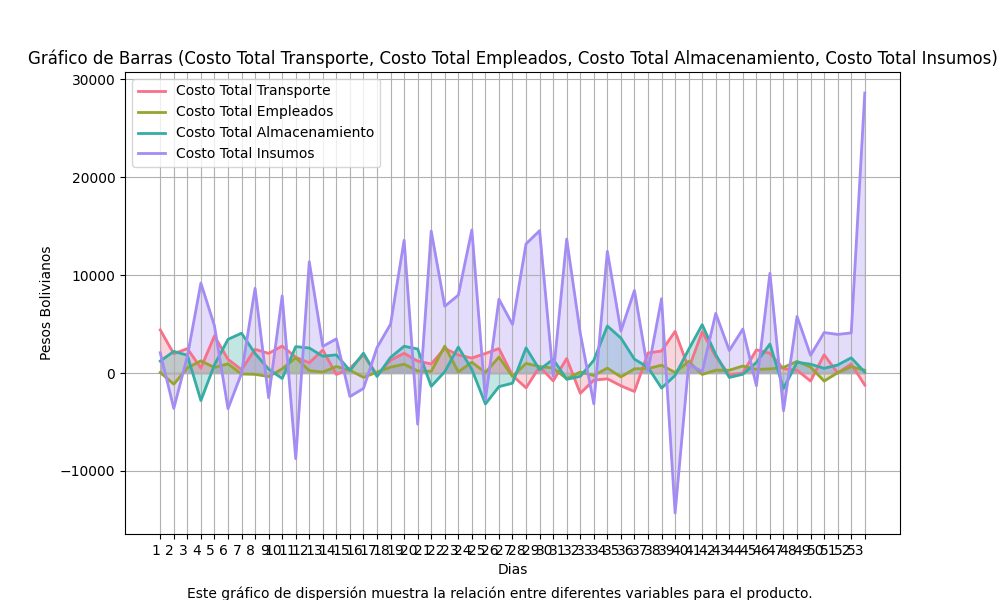 Gráfico de Barras (Costo Total Transporte, Costo Total Empleados, Costo Total Almacenamiento, Costo Total Insumos)
Costo Total Transporte
Costo Total Empleados
Costo Total Almacenamiento
Costo Total Insumos
30000
20000
10000
0
−10000
Pesos Bolivianos
1 2 3 4 5 6 7 8 9 10 11 12 13 14 15 16 17 18 19 20 21 22 23 24 25 26 27 28 29 30 31 32 33 34 35 36 37 38 39 40 41 42 43 44 45 46 47 48 49 50 51 52 53
Dias
Este gráfico de dispersión muestra la relación entre diferentes variables para el producto.